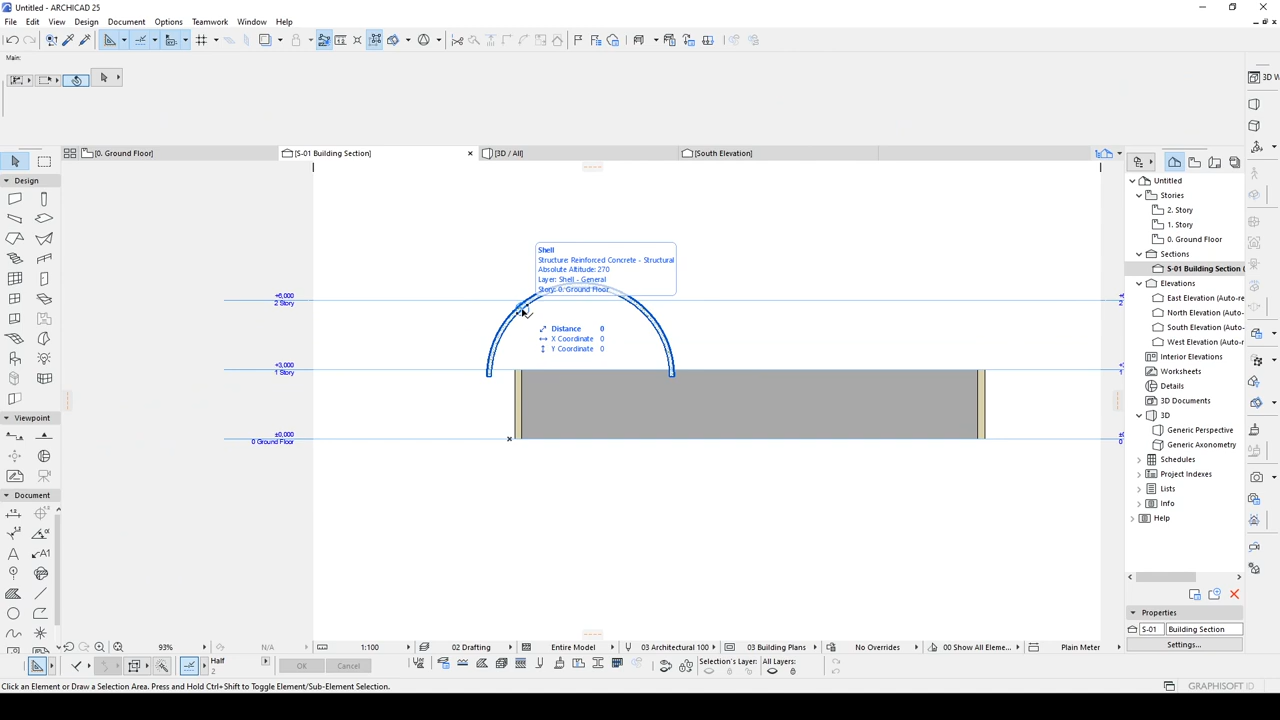 Untitled - ARCHICAD 25
File Edit View Design Document Options Teamwork Window Help
Main:
3D W
[0. Ground Floor]
[S-01 Building Section]
[3D / All]
[South Elevation]
Design
Viewpoint
Document
A
A1
Shell
Structure: Reinforced Concrete - Structural
Absolute Altitude: 270
Layer: Shell - General
Story: 0. Ground Floor
Distance 0
X Coordinate 0
Y Coordinate 0
+6,000
2 Story
+3,000
1 Story
±0,000
0 Ground Floor
Untitled
Stories
2. Story
1. Story
0. Ground Floor
Sections
S-01 Building Section (
Elevations
East Elevation (Auto-re
North Elevation (Auto-
South Elevation (Auto-
West Elevation (Auto-r
Interior Elevations
Worksheets
Details
3D Documents
3D
Generic Perspective
Generic Axonometry
Schedules
Project Indexes
Lists
Info
Help
Properties
S-01 Building Section
Settings...
93% N/A 1:100 02 Drafting Entire Model 03 Architectural 100 03 Building Plans No Overrides 00 Show All Eleme... Plain Meter
Half
2
OK Cancel
Selection's Layer: All Layers:
Click an Element or Draw a Selection Area. Press and Hold Ctrl+Shift to Toggle Element/Sub-Element Selection.
GRAPHISOFT ID